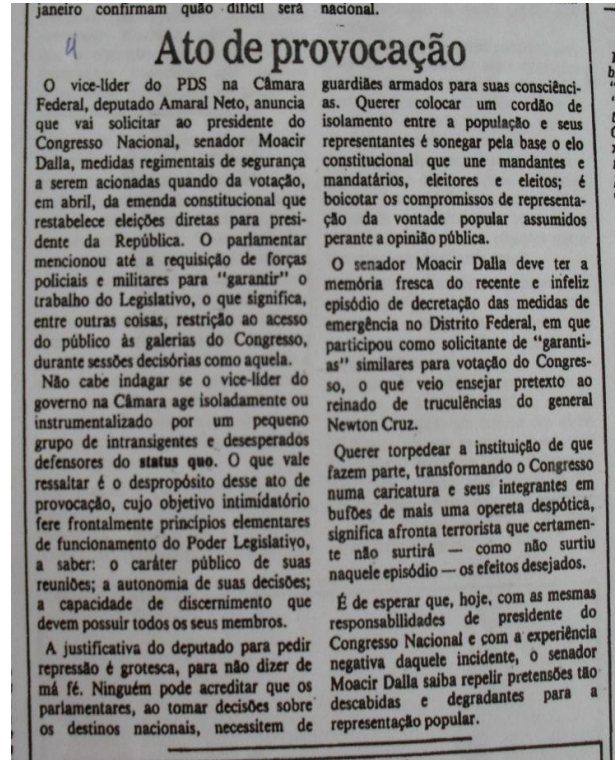 janeiro confirmam quão difícil será nacional.
4
Ato de provocação
O vice-líder do PDS na Câmara
Federal, deputado Amaral Neto, anuncia
que vai solicitar ao presidente do
Congresso Nacional, senador Moacir
Dalla, medidas regimentais de segurança
a serem acionadas quando da votação,
em abril, da emenda constitucional que
restabelece eleições diretas para presi-
dente da República. O parlamentar
mencionou até a requisição de forças
policiais e militares para "garantir" o
trabalho do Legislativo, o que significa,
entre outras coisas, restrição ao acesso
do público às galerias do Congresso,
durante sessões decisórias como aquela.
Não cabe indagar se o vice-líder do
governo na Câmara age isoladamente ou
instrumentalizado por um pequeno
grupo de intransigentes e desesperados
defensores do status quo. O que vale
ressaltar é o despropósito desse ato de
provocação, cujo objetivo intimidatório
fere frontalmente princípios elementares
de funcionamento do Poder Legislativo,
a saber: o caráter público de suas
reuniões; a autonomia de suas decisões;
a capacidade de discernimento que
devem possuir todos os seus membros.
A justificativa do deputado para pedir
repressão é grotesca, para não dizer de
má fé. Ninguém pode acreditar que os
parlamentares, ao tomar decisões sobre
os destinos nacionais, necessitem de
guardiães armados para suas consciênci-
as. Querer colocar um cordão de
isolamento entre a população e seus
representantes é sonegar pela base o elo
constitucional que une mandantes e
mandatários, eleitores e eleitos; é
boicotar os compromissos de representa-
ção da vontade popular assumidos
perante a opinião pública.
O senador Moacir Dalla deve ter a
memória fresca do recente e infeliz
episódio de decretação das medidas de
emergência no Distrito Federal, em que
participou como solicitante de "garanti-
as" similares para votação do Congres-
so, o que veio ensejar pretexto ao
reinado de truculências do general
Newton Cruz.
Querer torpedear a instituição de que
fazem parte, transformando o Congresso
numa caricatura e seus integrantes em
bufões de mais uma opereta despótica,
significa afronta terrorista que certamen-
te não surtirá — como não surtiu
naquele episódio — os efeitos desejados.
É de esperar que, hoje, com as mesmas
responsabilidades de presidente do
Congresso Nacional e com a experiência
negativa daquele incidente, o senador
Moacir Dalla saiba repelir pretensões tão
descabidas e degradantes para a
representação popular.